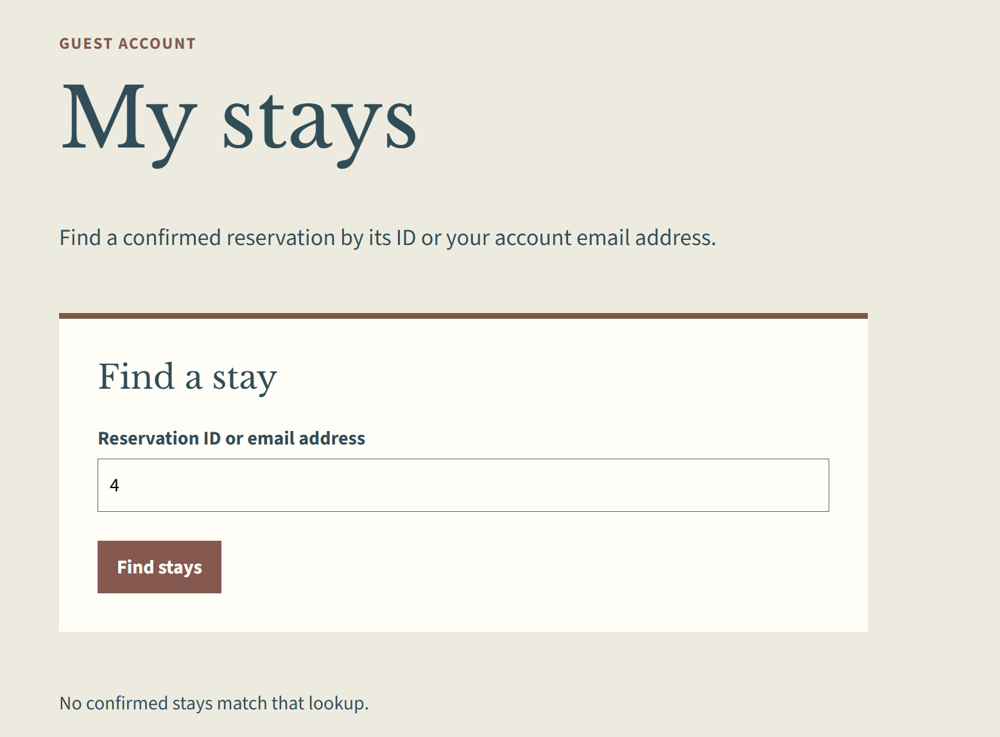 GUEST ACCOUNT
My stays
Find a confirmed reservation by its ID or your account email address.
Find a stay
Reservation ID or email address
4
Find stays
No confirmed stays match that lookup.